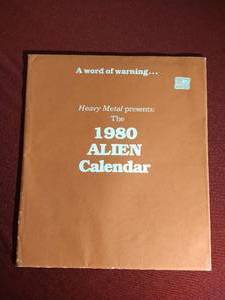 A word of warning...
Heavy Metal presents:
The
1980
ALIEN
Calendar